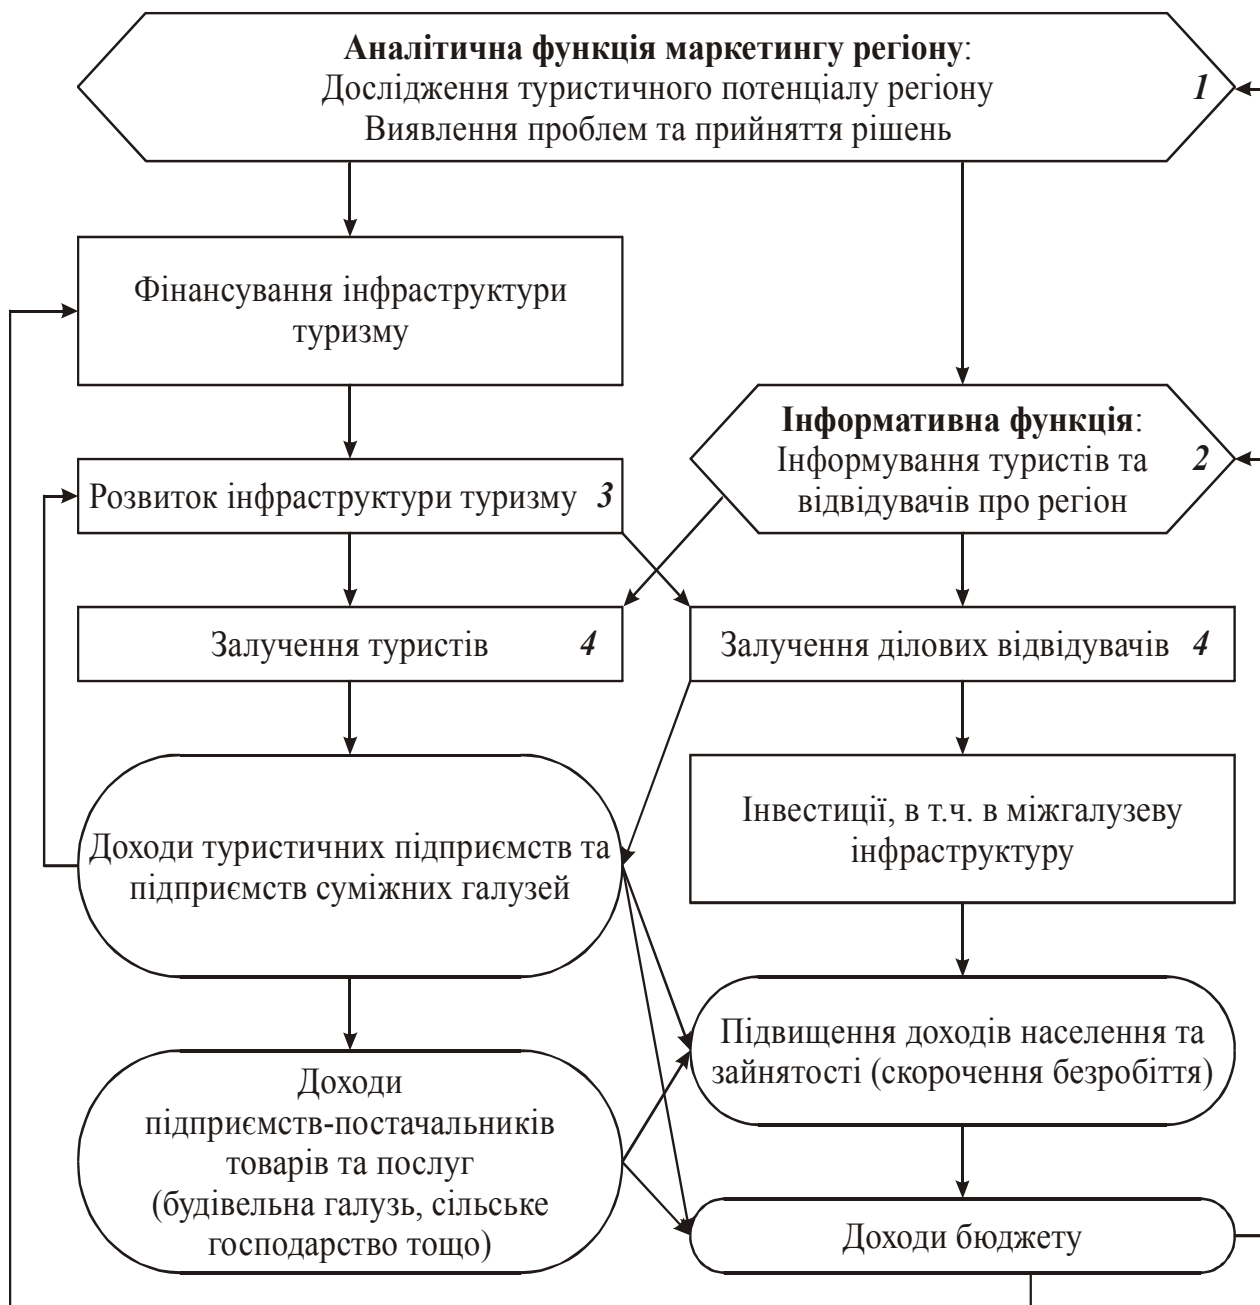 Аналітична функція маркетингу регіону:
Дослідження туристичного потенціалу регіону
1
Виявлення проблем та прийняття рішень
Фінансування інфраструктури
туризму
Інформативна функція:
Інформування туристів та
2
відвідувачів про регіон
Розвиток інфраструктури туризму 3
Залучення туристів 4
Залучення ділових відвідувачів 4
Доходи туристичних підприємств та
підприємств суміжних галузей
Інвестиції, в т.ч. в міжгалузеву
інфраструктуру
Підвищення доходів населення та
зайнятості (скорочення безробіття)
Доходи
підприємств-постачальників
товарів та послуг
(будівельна галузь, сільське
господарство тощо)
Доходи бюджету